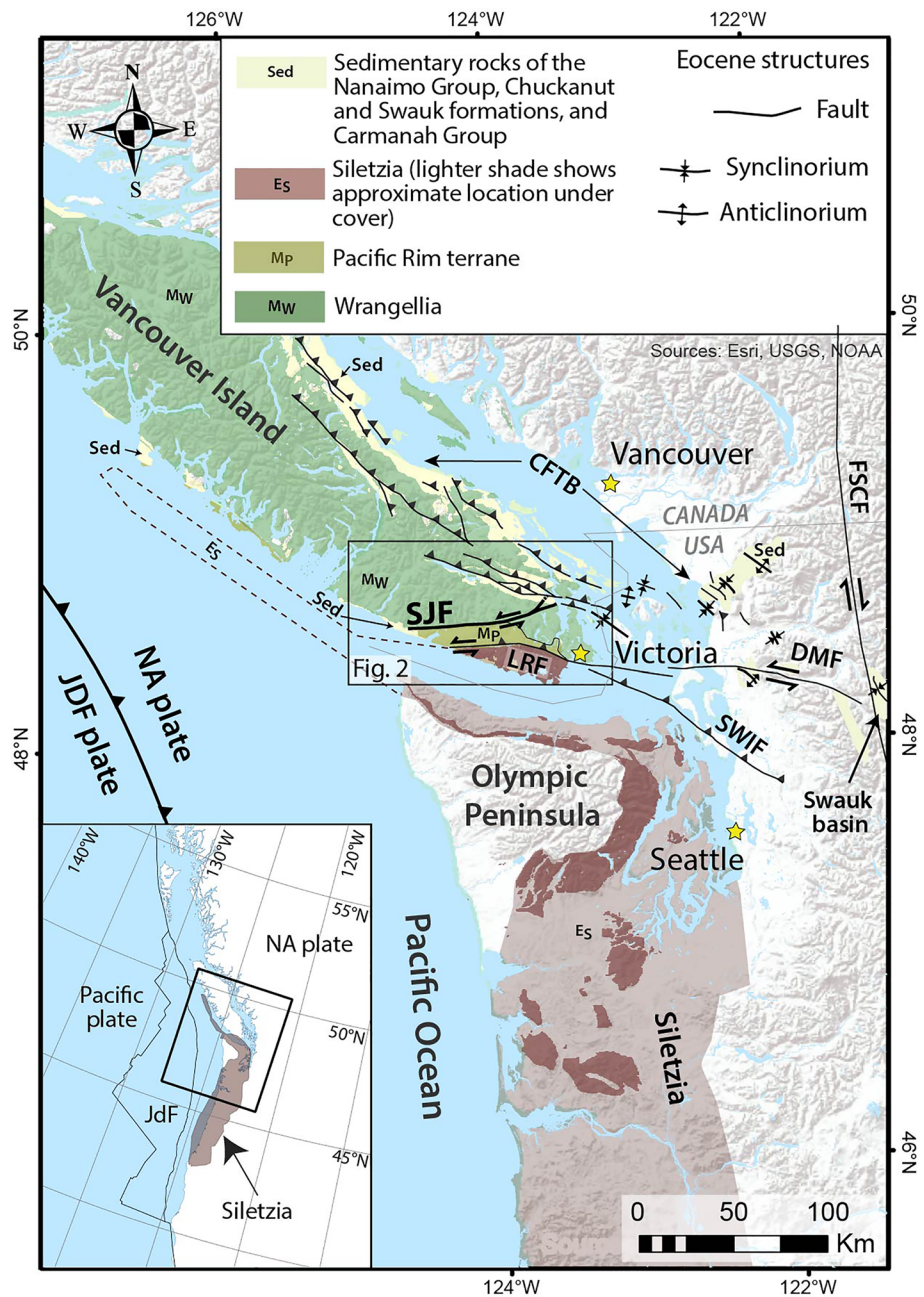 126°W
124°W
122°W
N
W
E
S
Sed
Sedimentary rocks of the
Nanaimo Group, Chuckanut
and Swauk formations, and
Carmanah Group
Es
Siletzia (lighter shade shows
approximate location under
cover)
MP
Pacific Rim terrane
MW
Wrangellia
Eocene structures
Fault
Synclinorium
Anticlinorium
Sources: Esri, USGS, NOAA
50°N
50°N
MW
Vancouver Island
Sed
Sed
CFTB
Vancouver
FSCF
CANADA
USA
Sed
Es
MW
Sed
SJF
MP
LRF
Fig. 2
Victoria
DMF
SWIF
NA plate
JDF plate
48°N
48°N
Olympic
Peninsula
Swauk
basin
Seattle
Es
Pacific Ocean
Siletzia
46°N
140°W
130°W
120°W
55°N
NA plate
Pacific
plate
50°N
JdF
45°N
Siletzia
0
50
100
Km
124°W
122°W